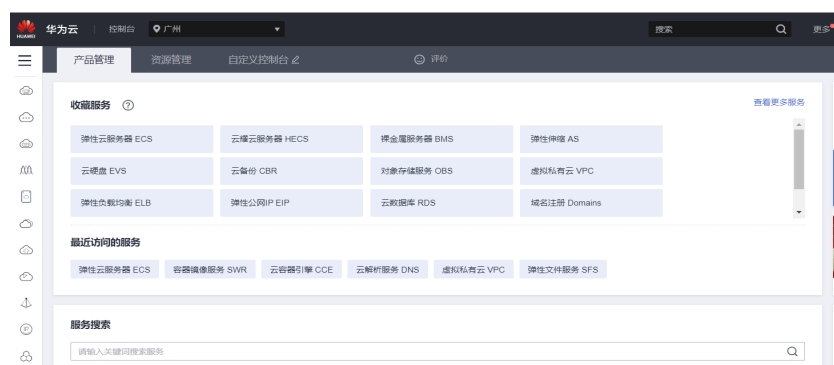 HUAWEI 华为云 控制台 广州 搜索 更多
产品管理 资源管理 自定义控制台 评价
收藏服务 ? 查看更多服务
弹性云服务器 ECS 云耀云服务器 HECS 裸金属服务器 BMS 弹性伸缩 AS
云硬盘 EVS 云备份 CBR 对象存储服务 OBS 虚拟私有云 VPC
弹性负载均衡 ELB 弹性公网IP EIP 云数据库 RDS 域名注册 Domains
最近访问的服务
弹性云服务器 ECS 容器镜像服务 SWR 云容器引擎 CCE 云解析服务 DNS 虚拟私有云 VPC 弹性文件服务 SFS
服务搜索
请输入关键词搜索服务